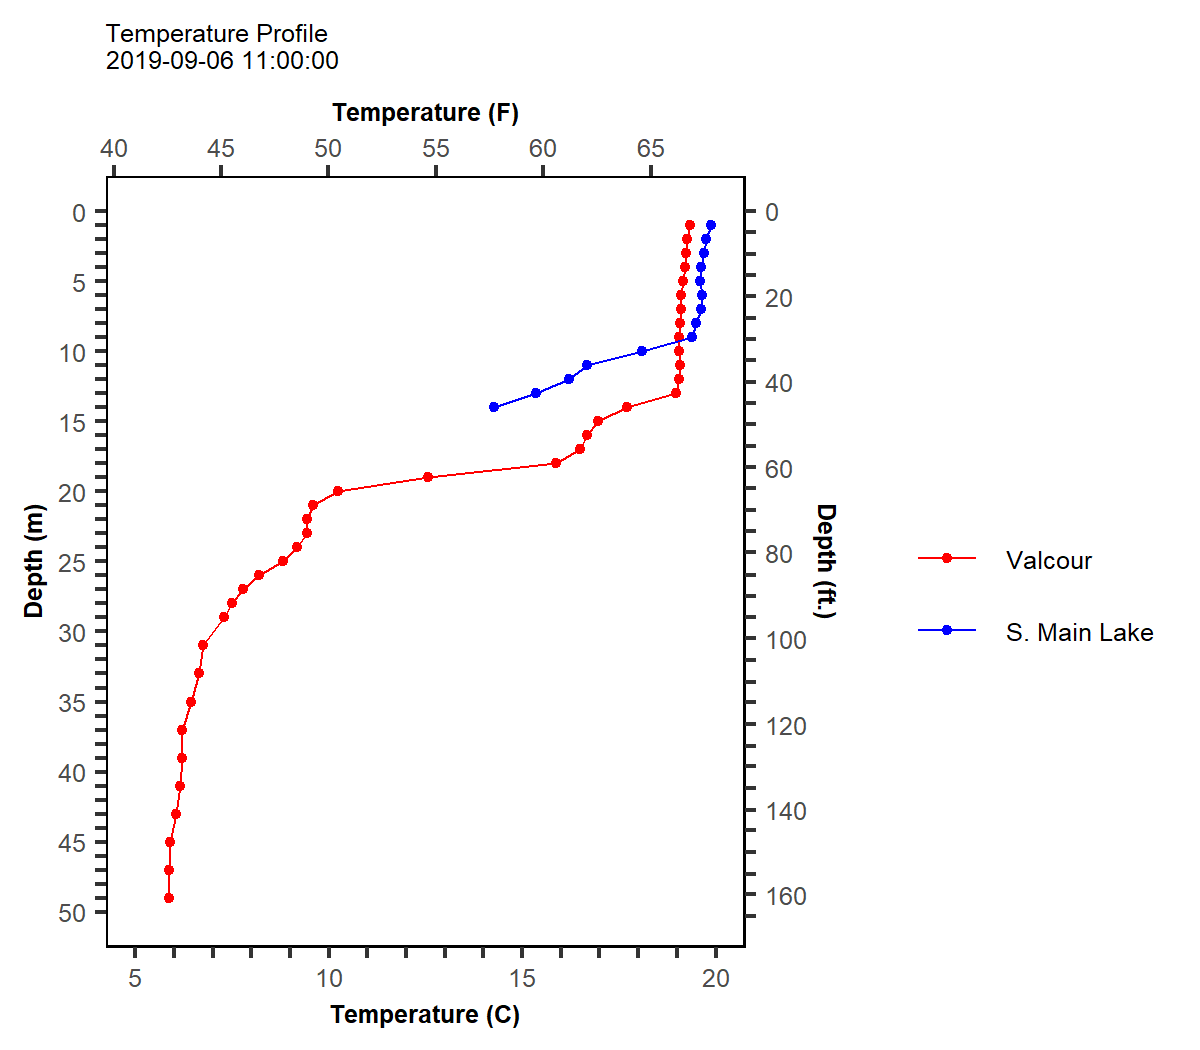 Temperature Profile
2019-09-06 11:00:00
Temperature (F)
40 45 50 55 60 65
0
5
10
15
20
25
30
35
40
45
50
Depth (m)
0
20
40
60
80
100
120
140
160
Depth (ft.)
Valcour
S. Main Lake
5 10 15 20
Temperature (C)